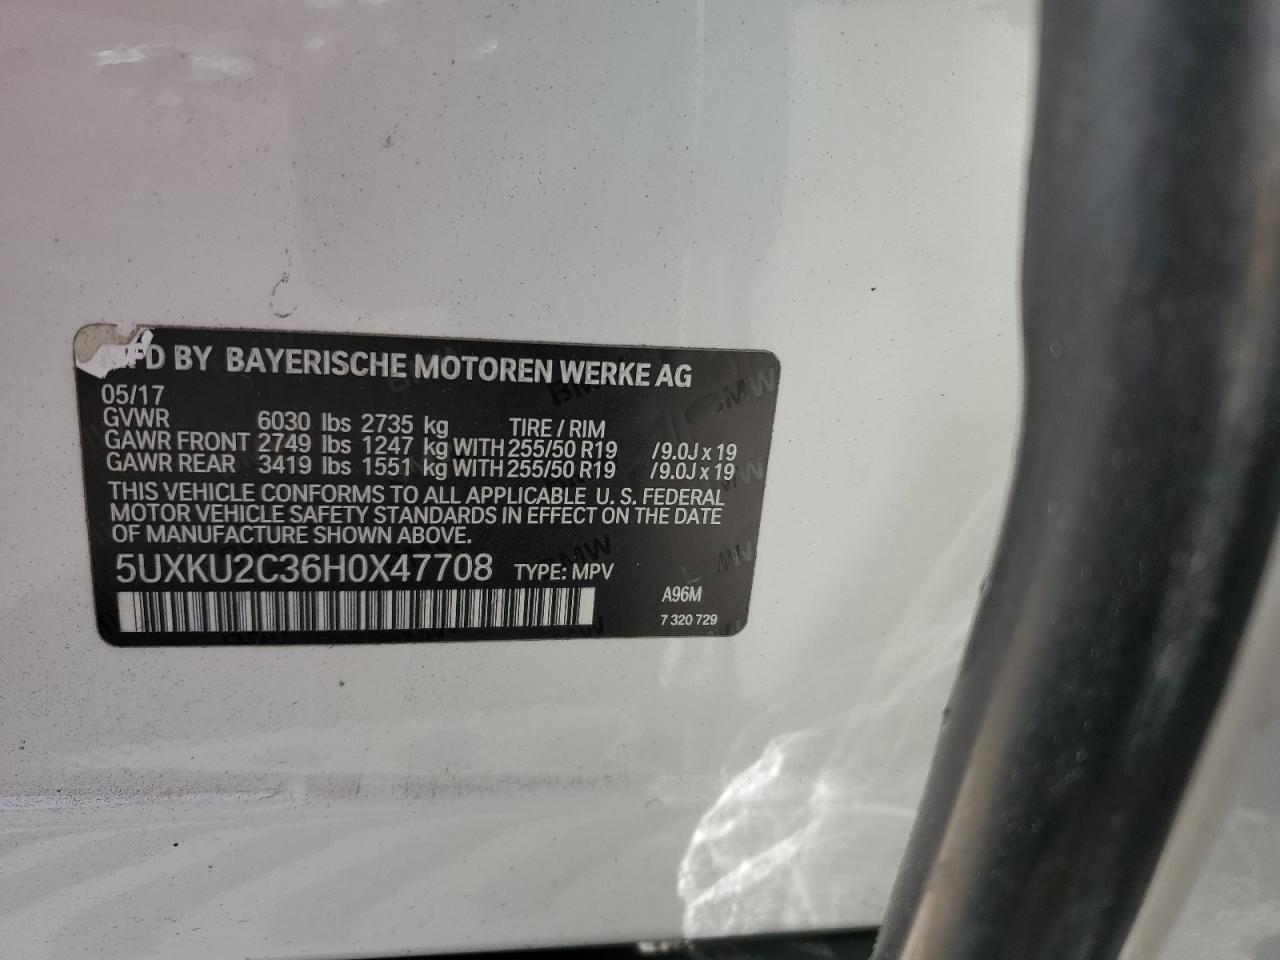 MFD BY BAYERISCHE MOTOREN WERKE AG
05/17
GVWR 6030 lbs 2735 kg TIRE / RIM
GAWR FRONT 2749 lbs 1247 kg WITH 255/50 R19 /9.0J x 19
GAWR REAR 3419 lbs 1551 kg WITH 255/50 R19 /9.0J x 19
THIS VEHICLE CONFORMS TO ALL APPLICABLE U. S. FEDERAL
MOTOR VEHICLE SAFETY STANDARDS IN EFFECT ON THE DATE
OF MANUFACTURE SHOWN ABOVE.
5UXKU2C36H0X47708 TYPE: MPV
A96M
7 320 729